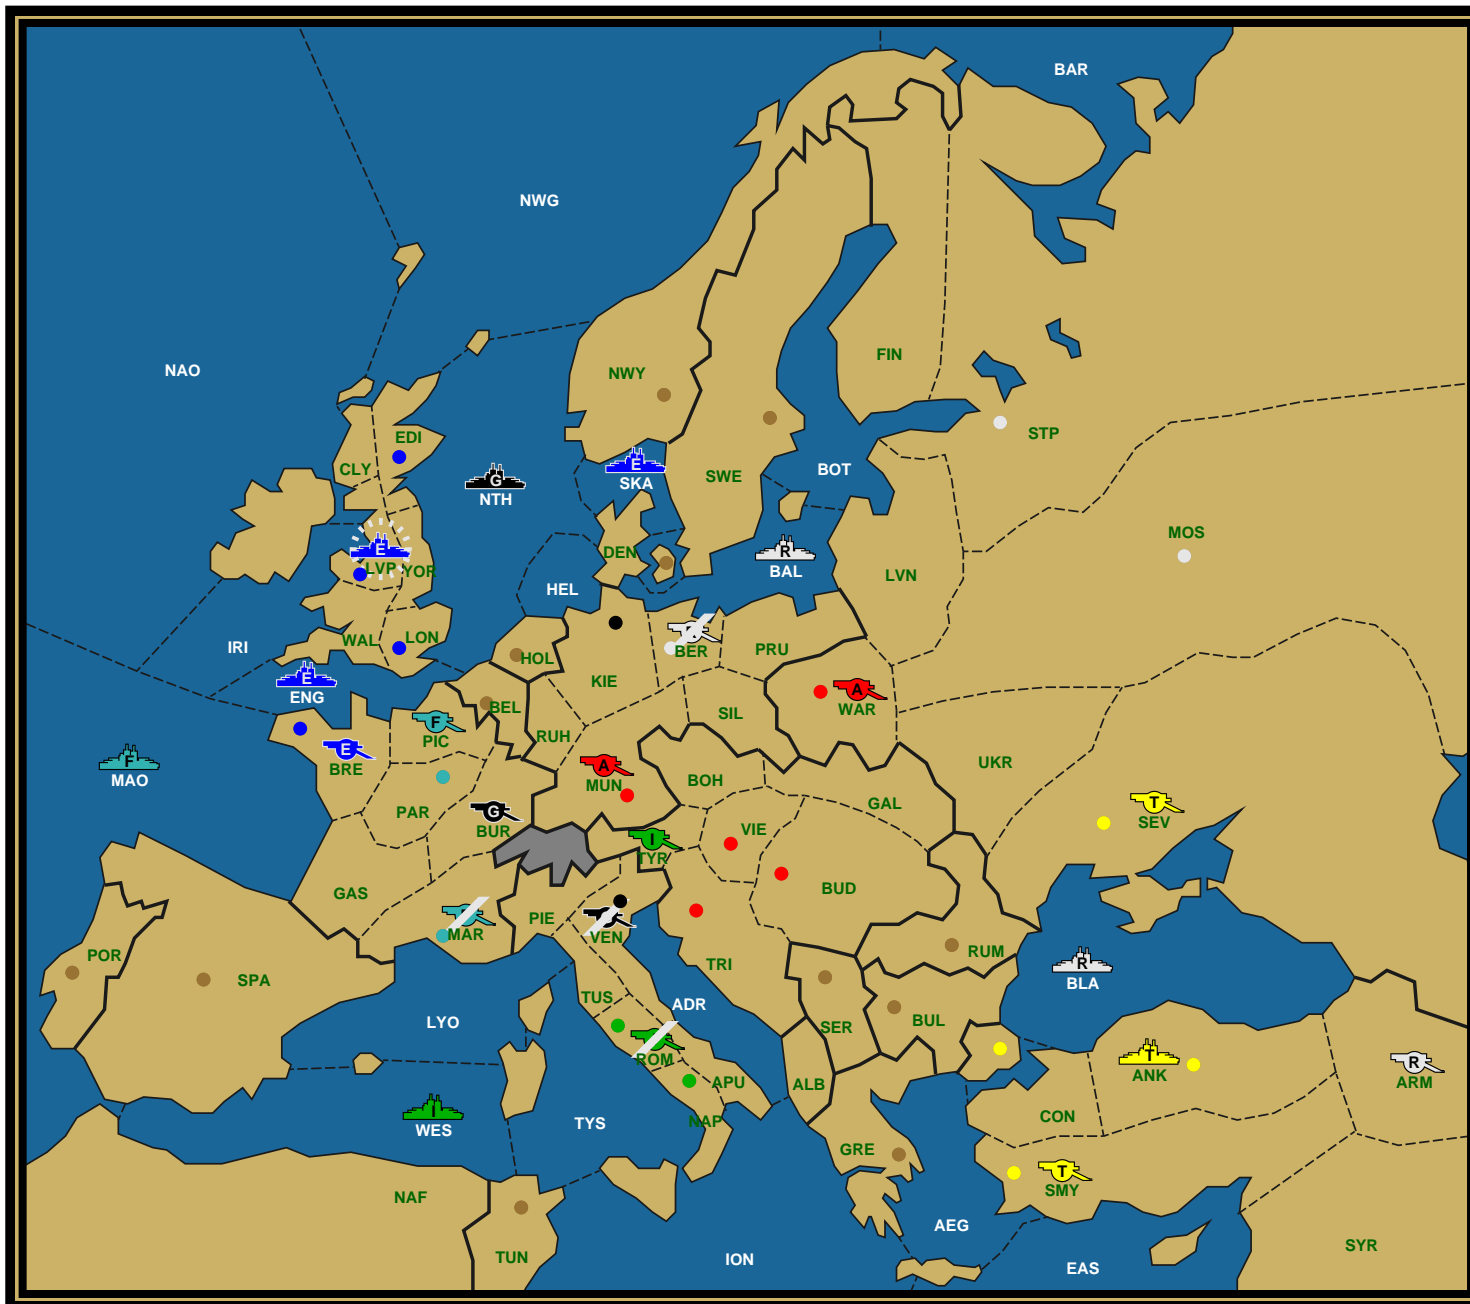 BAR
NWG
NAO
FIN
NWY
EDI
STP
CLY
E
SKA
BOT
SWE
G
NTH
MOS
E
LVP
YOR
DEN
R
BAL
LVN
HEL
IRI
WAL
LON
HOL
BER
PRU
KIE
E
ENG
A
WAR
BEL
SIL
F
PIC
RUH
E
BRE
F
MAO
UKR
A
MUN
BOH
GAL
T
SEV
PAR
G
BUR
VIE
I
TYR
BUD
GAS
MAR
PIE
VEN
POR
SPA
TRI
RUM
R
BLA
TUS
ADR
LYO
SER
BUL
ROM
T
ANK
R
ARM
APU
ALB
I
WES
TYS
NAP
CON
GRE
T
SMY
NAF
AEG
TUN
ION
EAS
SYR